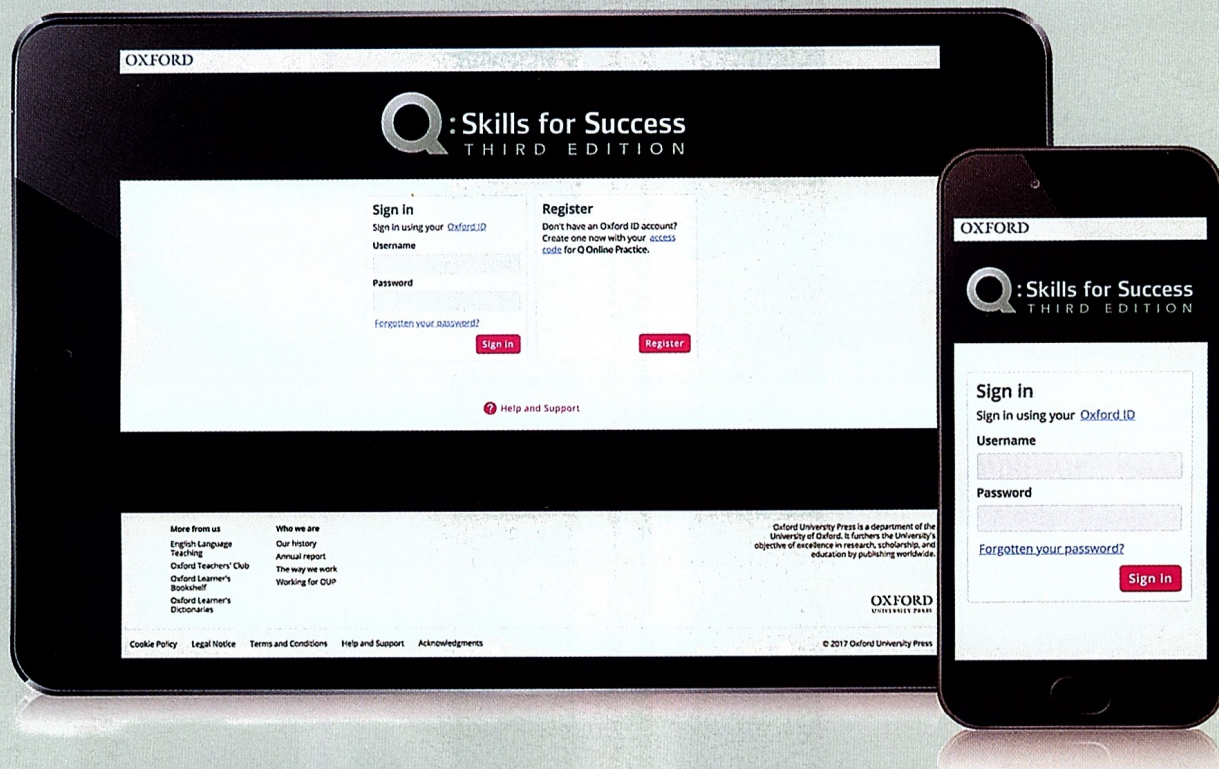 OXFORD
Q: Skills for Success
THIRD EDITION
Sign in
Sign in using your Oxford ID
Username
Password
Forgotten your password?
Sign in
Register
Don't have an Oxford ID account?
Create one now with your access
code for Q Online Practice.
Register
? Help and Support
More from us
English Language
Teaching
Oxford Teachers' Club
Oxford Learner's
Bookshelf
Oxford Learner's
Dictionaries
Who we are
Our history
Annual report
The way we work
Working for OUP
Oxford University Press is a department of the
University of Oxford. It furthers the University's
objective of excellence in research, scholarship, and
education by publishing worldwide.
OXFORD
UNIVERSITY PRESS
Cookie Policy Legal Notice Terms and Conditions Help and Support Acknowledgments
© 2017 Oxford University Press
OXFORD
Q: Skills for Success
THIRD EDITION
Sign in
Sign in using your Oxford ID
Username
Password
Forgotten your password?
Sign in